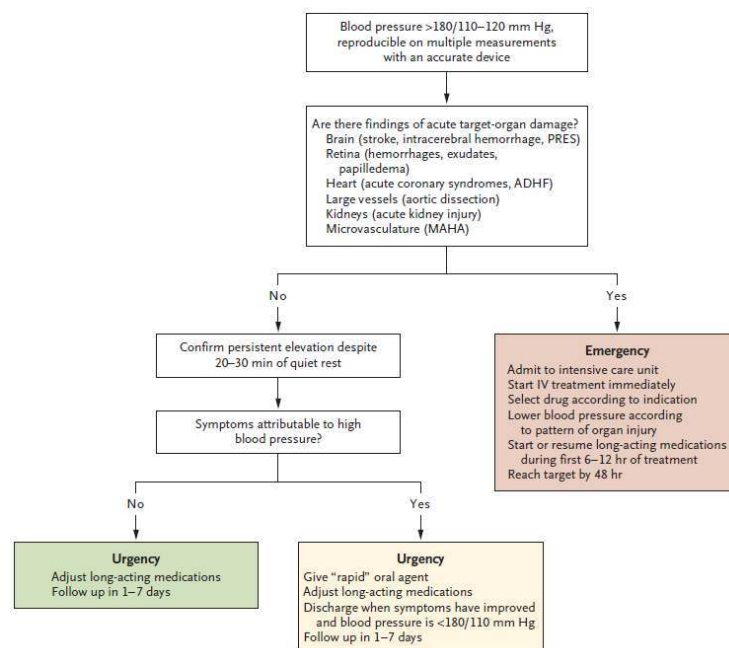 Blood pressure >180/110–120 mm Hg,
reproducible on multiple measurements
with an accurate device
Are there findings of acute target-organ damage?
Brain (stroke, intracerebral hemorrhage, PRES)
Retina (hemorrhages, exudates,
papilledema)
Heart (acute coronary syndromes, ADHF)
Large vessels (aortic dissection)
Kidneys (acute kidney injury)
Microvasculature (MAHA)
No
Yes
Confirm persistent elevation despite
20–30 min of quiet rest
Emergency
Admit to intensive care unit
Start IV treatment immediately
Select drug according to indication
Lower blood pressure according
to pattern of organ injury
Start or resume long-acting medications
during first 6–12 hr of treatment
Reach target by 48 hr
Symptoms attributable to high
blood pressure?
No
Yes
Urgency
Adjust long-acting medications
Follow up in 1–7 days
Urgency
Give “rapid” oral agent
Adjust long-acting medications
Discharge when symptoms have improved
and blood pressure is <180/110 mm Hg
Follow up in 1–7 days